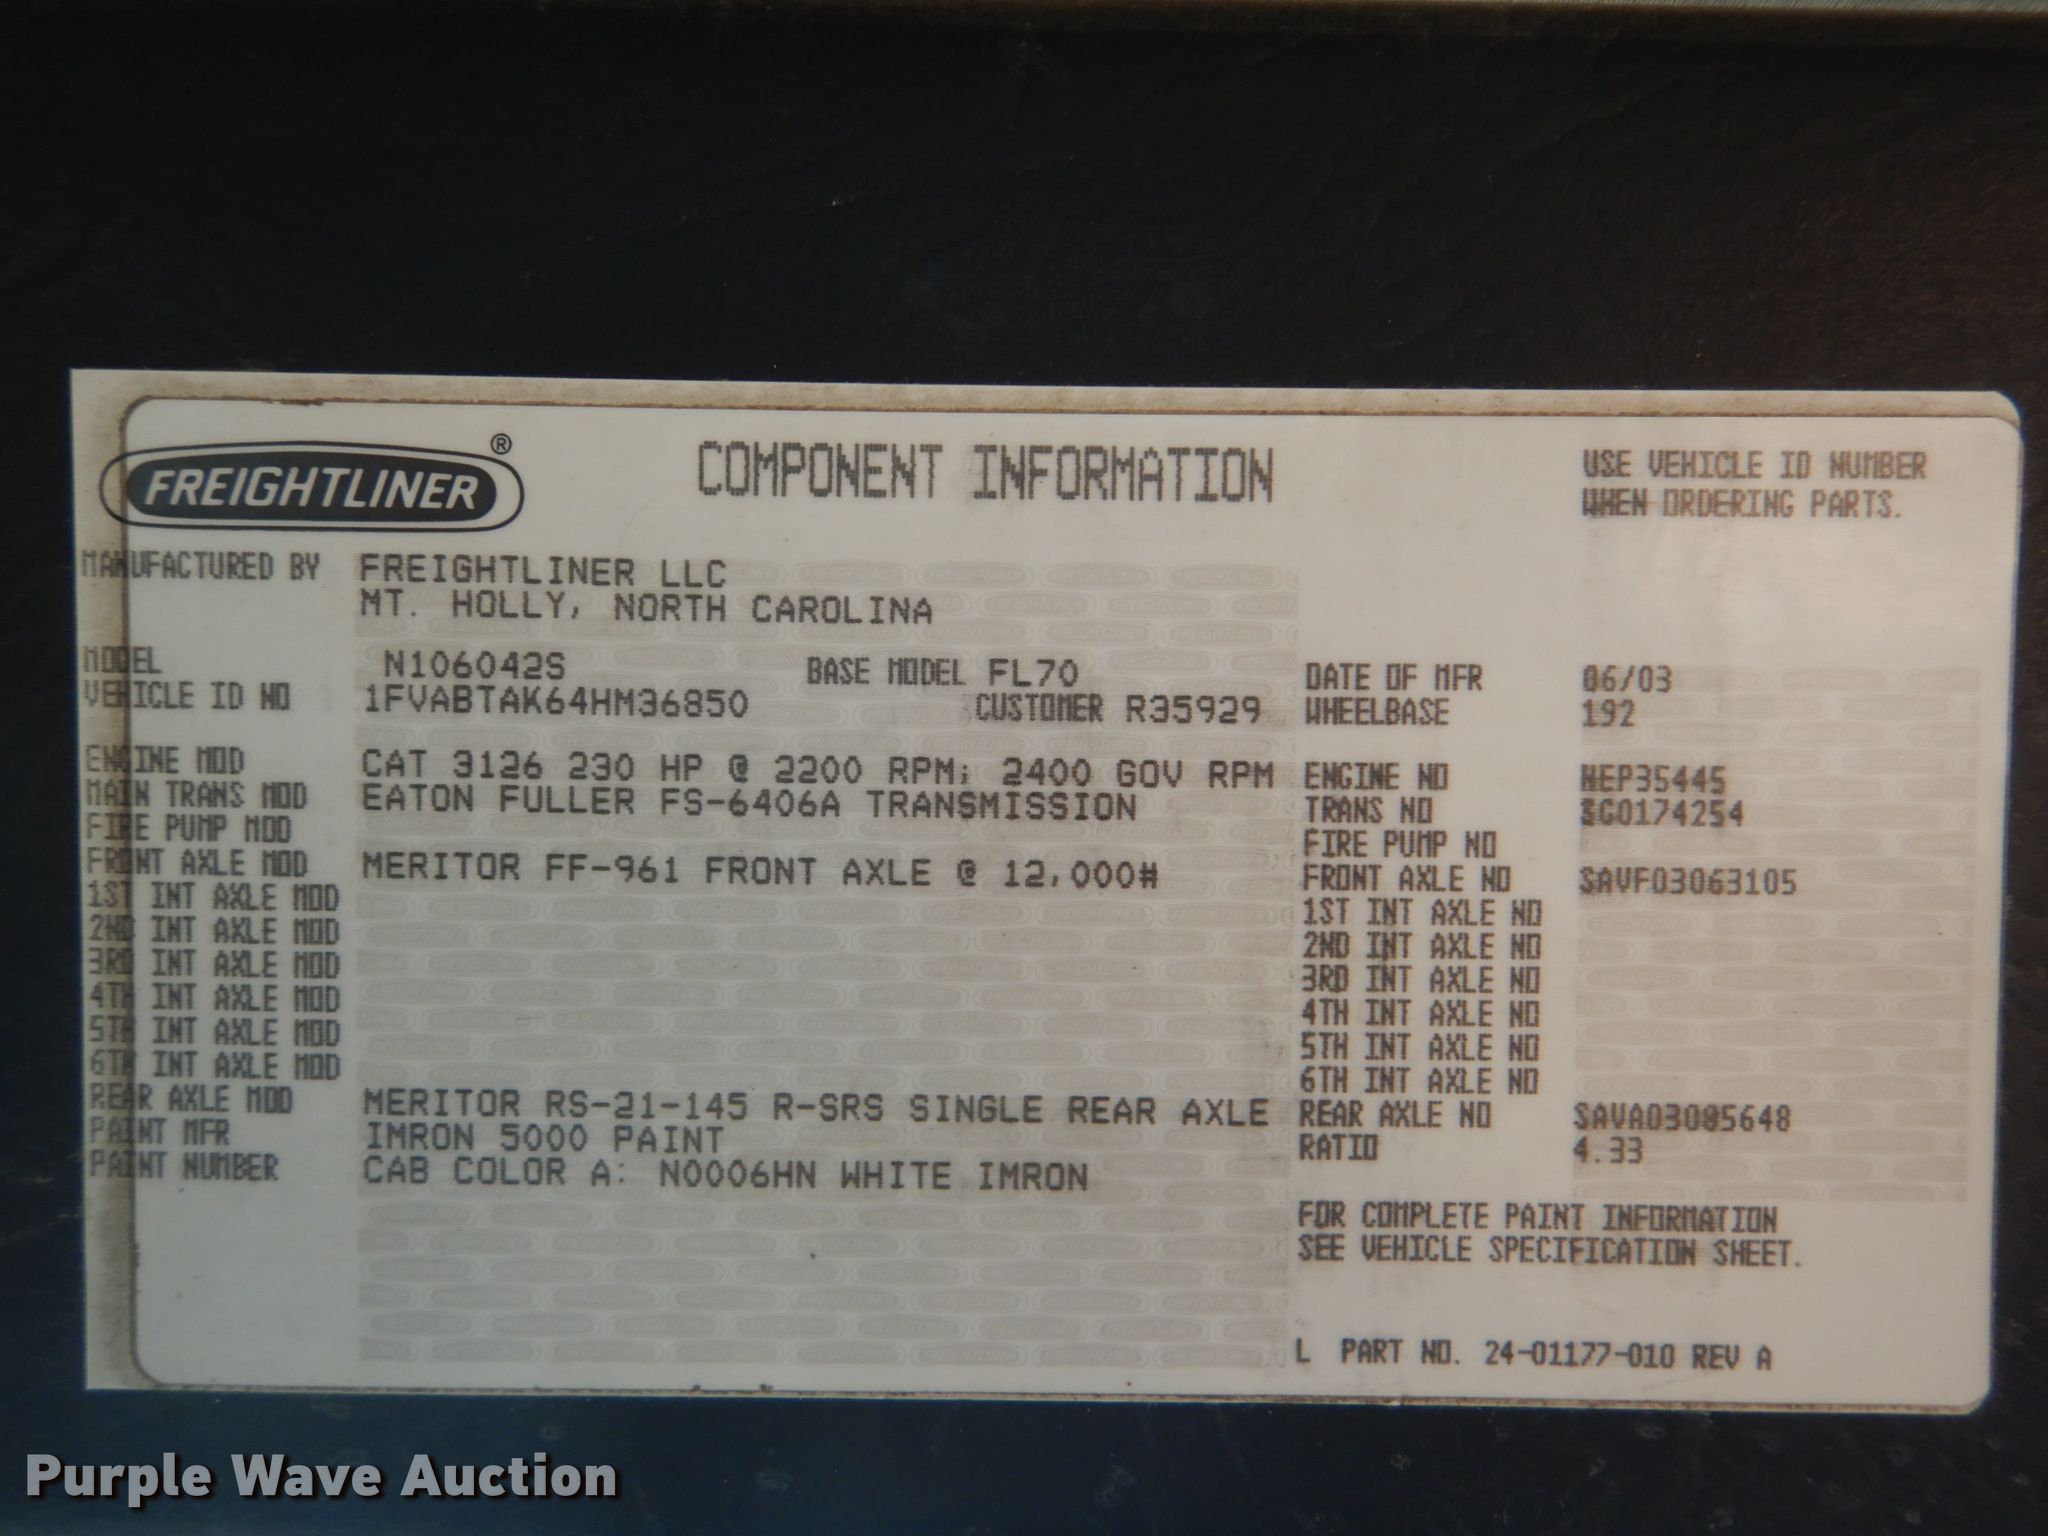 FREIGHTLINER®
COMPONENT INFORMATION
USE VEHICLE ID NUMBER
WHEN ORDERING PARTS.
MANUFACTURED BY FREIGHTLINER LLC
MT. HOLLY, NORTH CAROLINA
MODEL N106042S BASE MODEL FL70 DATE OF MFR 06/03
VEHICLE ID NO 1FVABTAK64HM36850 CUSTOMER R35929 WHEELBASE 192
ENGINE MOD CAT 3126 230 HP @ 2200 RPM; 2400 GOV RPM ENGINE NO HEP35445
MAIN TRANS MOD EATON FULLER FS-6406A TRANSMISSION TRANS NO SG0174254
FIRE PUMP MOD FIRE PUMP NO
FRONT AXLE MOD MERITOR FF-961 FRONT AXLE @ 12,000# FRONT AXLE NO SAVF03063105
1ST INT AXLE MOD 1ST INT AXLE NO
2ND INT AXLE MOD 2ND INT AXLE NO
3RD INT AXLE MOD 3RD INT AXLE NO
4TH INT AXLE MOD 4TH INT AXLE NO
5TH INT AXLE MOD 5TH INT AXLE NO
6TH INT AXLE MOD 6TH INT AXLE NO
REAR AXLE MOD MERITOR RS-21-145 R-SRS SINGLE REAR AXLE REAR AXLE NO SAVA03085648
PAINT MFR IMRON 5000 PAINT RATIO 4.33
PAINT NUMBER CAB COLOR A: N0006HN WHITE IMRON
FOR COMPLETE PAINT INFORMATION
SEE VEHICLE SPECIFICATION SHEET.
L PART NO. 24-01177-010 REV A
Purple Wave Auction